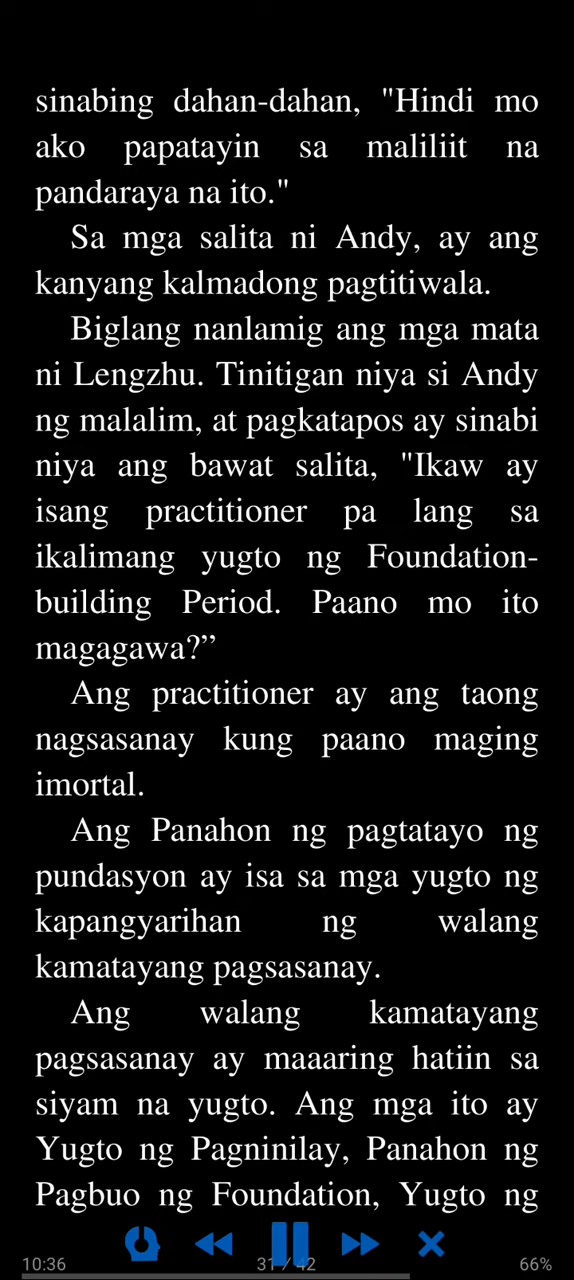 sinabing dahan-dahan, "Hindi mo
ako papatayin sa maliliit na
pandaraya na ito."
Sa mga salita ni Andy, ay ang
kanyang kalmadong pagtitiwala.
Biglang nanlamig ang mga mata
ni Lengzhu. Tinitigan niya si Andy
ng malalim, at pagkatapos ay sinabi
niya ang bawat salita, "Ikaw ay
isang practitioner pa lang sa
ikalimang yugto ng Foundation-
building Period. Paano mo ito
magagawa?”
Ang practitioner ay ang taong
nagsasanay kung paano maging
imortal.
Ang Panahon ng pagtatayo ng
pundasyon ay isa sa mga yugto ng
kapangyarihan ng walang
kamatayang pagsasanay.
Ang walang kamatayang
pagsasanay ay maaaring hatiin sa
siyam na yugto. Ang mga ito ay
Yugto ng Pagninilay, Panahon ng
Pagbuo ng Foundation, Yugto ng
10:36 31 / 42 66%